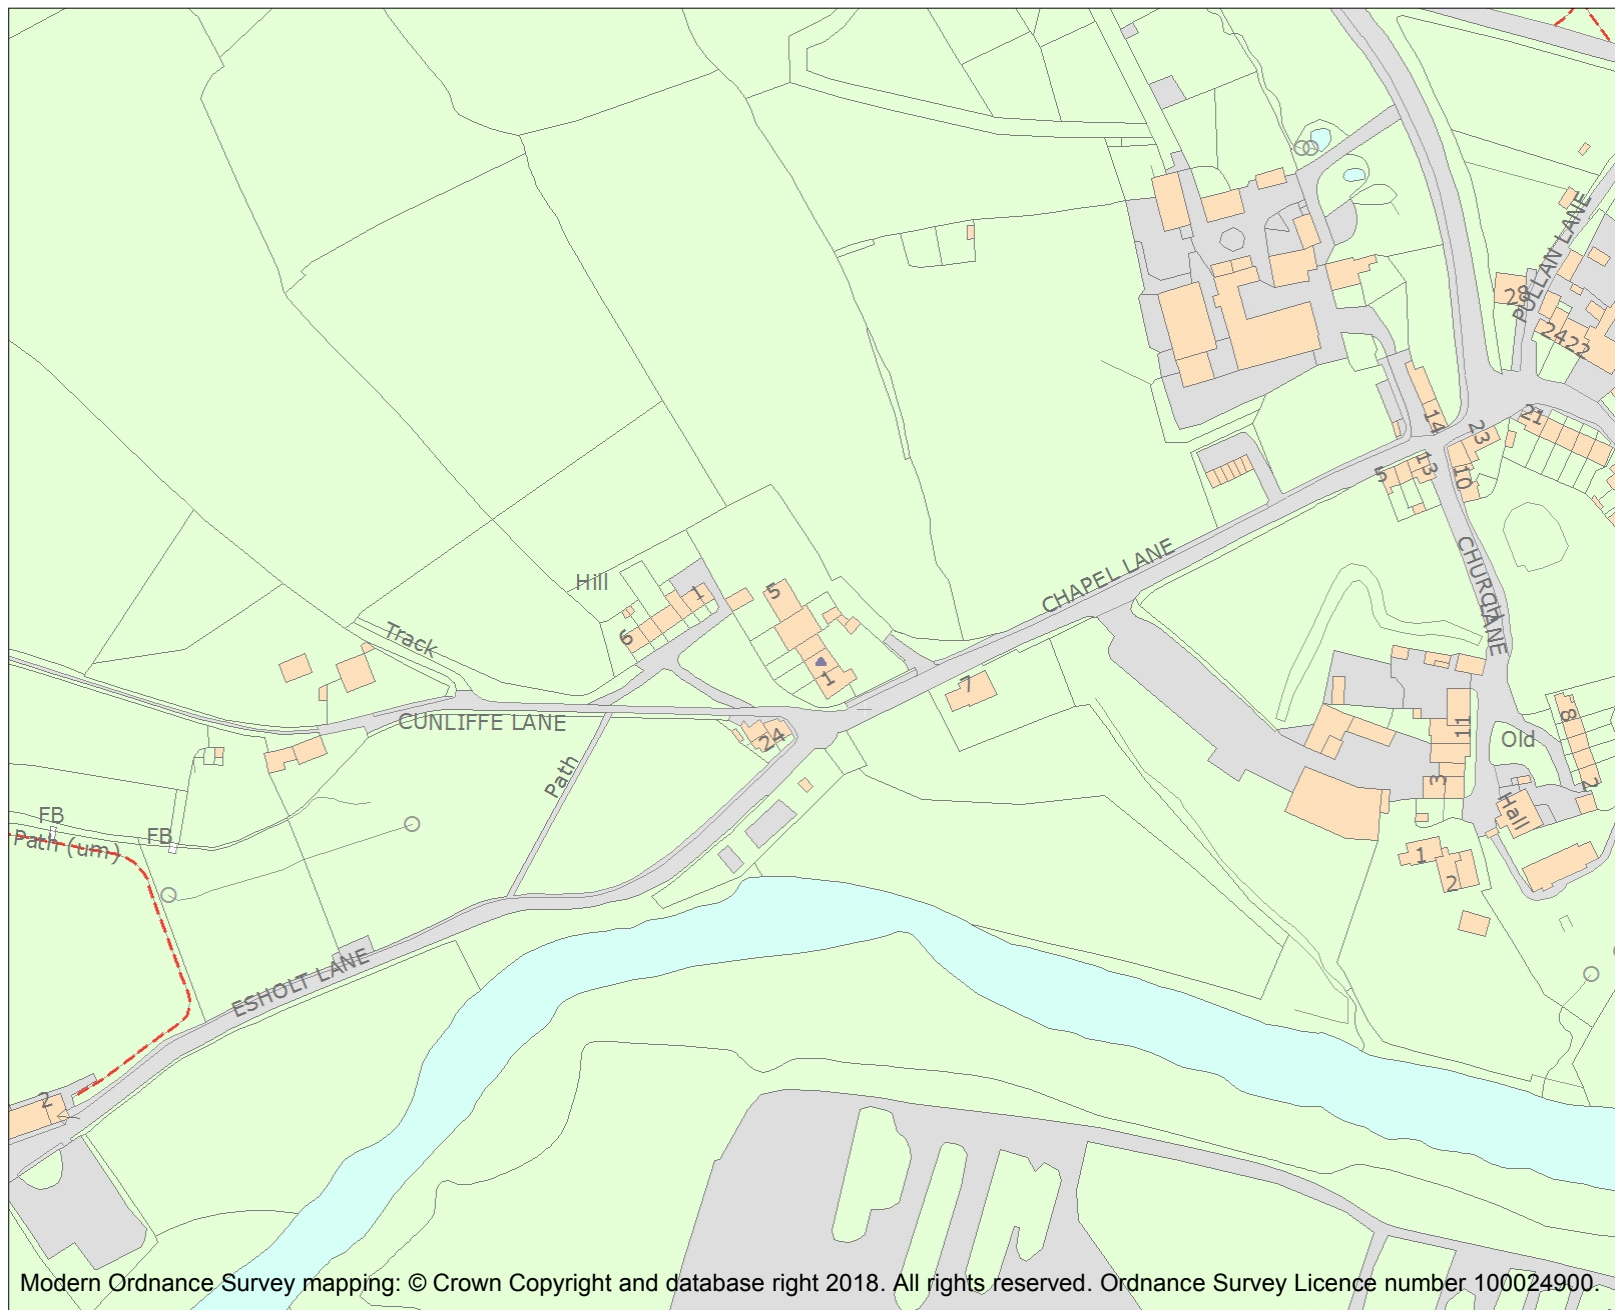 PULLAN LANE
28
24
22
21
14
23
13
5
10
CHAPEL LANE
CHURCH LANE
Hill
1
5
6
Track
1
7
CUNLIFFE LANE
24
Path
FB
FB
Path (um)
11
8
Old
3
2
Hall
1
2
ESHOLT LANE
2
Modern Ordnance Survey mapping: © Crown Copyright and database right 2018. All rights reserved. Ordnance Survey Licence number 100024900.